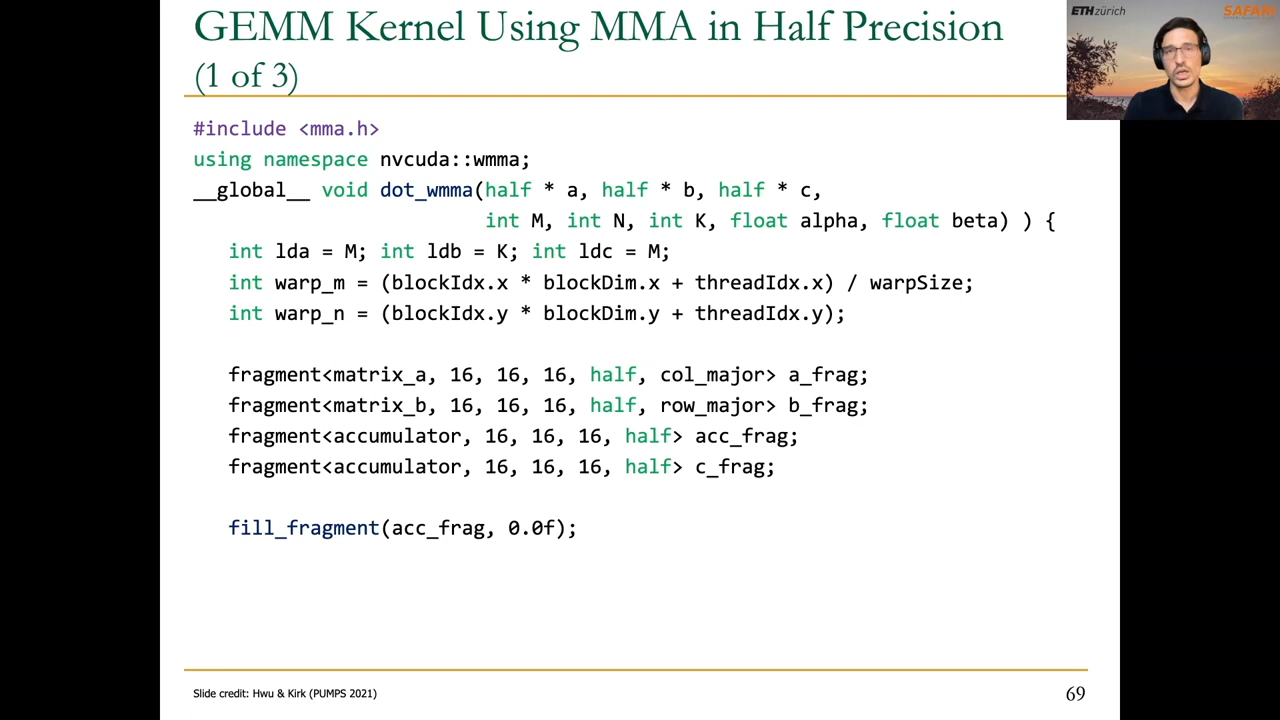 GEMM Kernel Using MMA in Half Precision
(1 of 3)
ETHzürich
SAFARI
#include <mma.h>
using namespace nvcuda::wmma;
__global__ void dot_wmma(half * a, half * b, half * c,
int M, int N, int K, float alpha, float beta) ) {
int lda = M; int ldb = K; int ldc = M;
int warp_m = (blockIdx.x * blockDim.x + threadIdx.x) / warpSize;
int warp_n = (blockIdx.y * blockDim.y + threadIdx.y);
fragment<matrix_a, 16, 16, 16, half, col_major> a_frag;
fragment<matrix_b, 16, 16, 16, half, row_major> b_frag;
fragment<accumulator, 16, 16, 16, half> acc_frag;
fragment<accumulator, 16, 16, 16, half> c_frag;
fill_fragment(acc_frag, 0.0f);
Slide credit: Hwu & Kirk (PUMPS 2021)
69